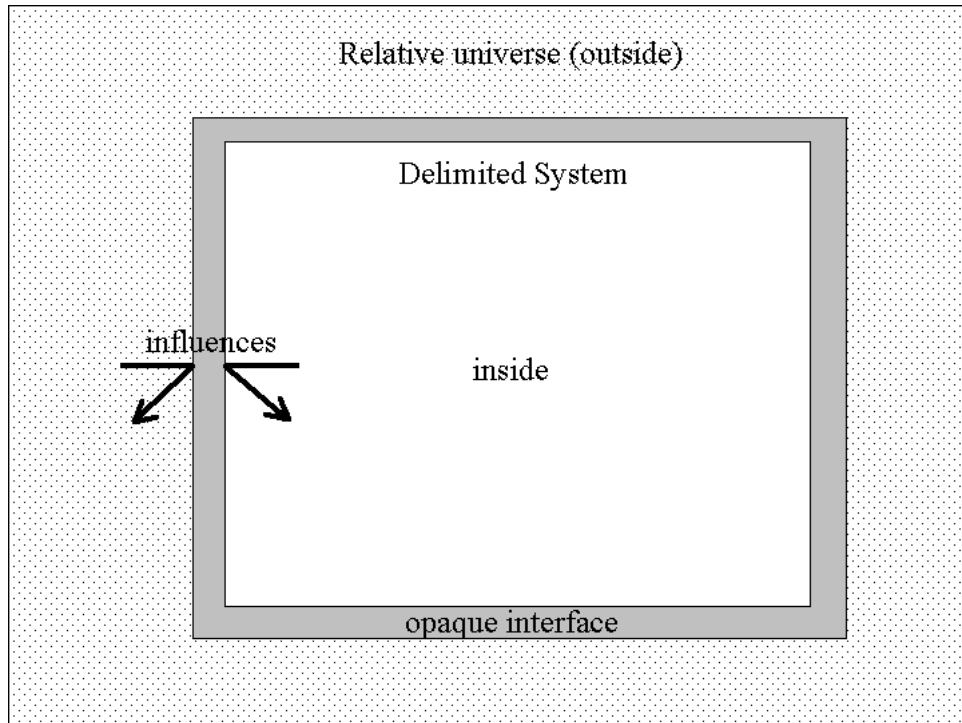 Relative universe (outside)
Delimited System
influences
inside
opaque interface